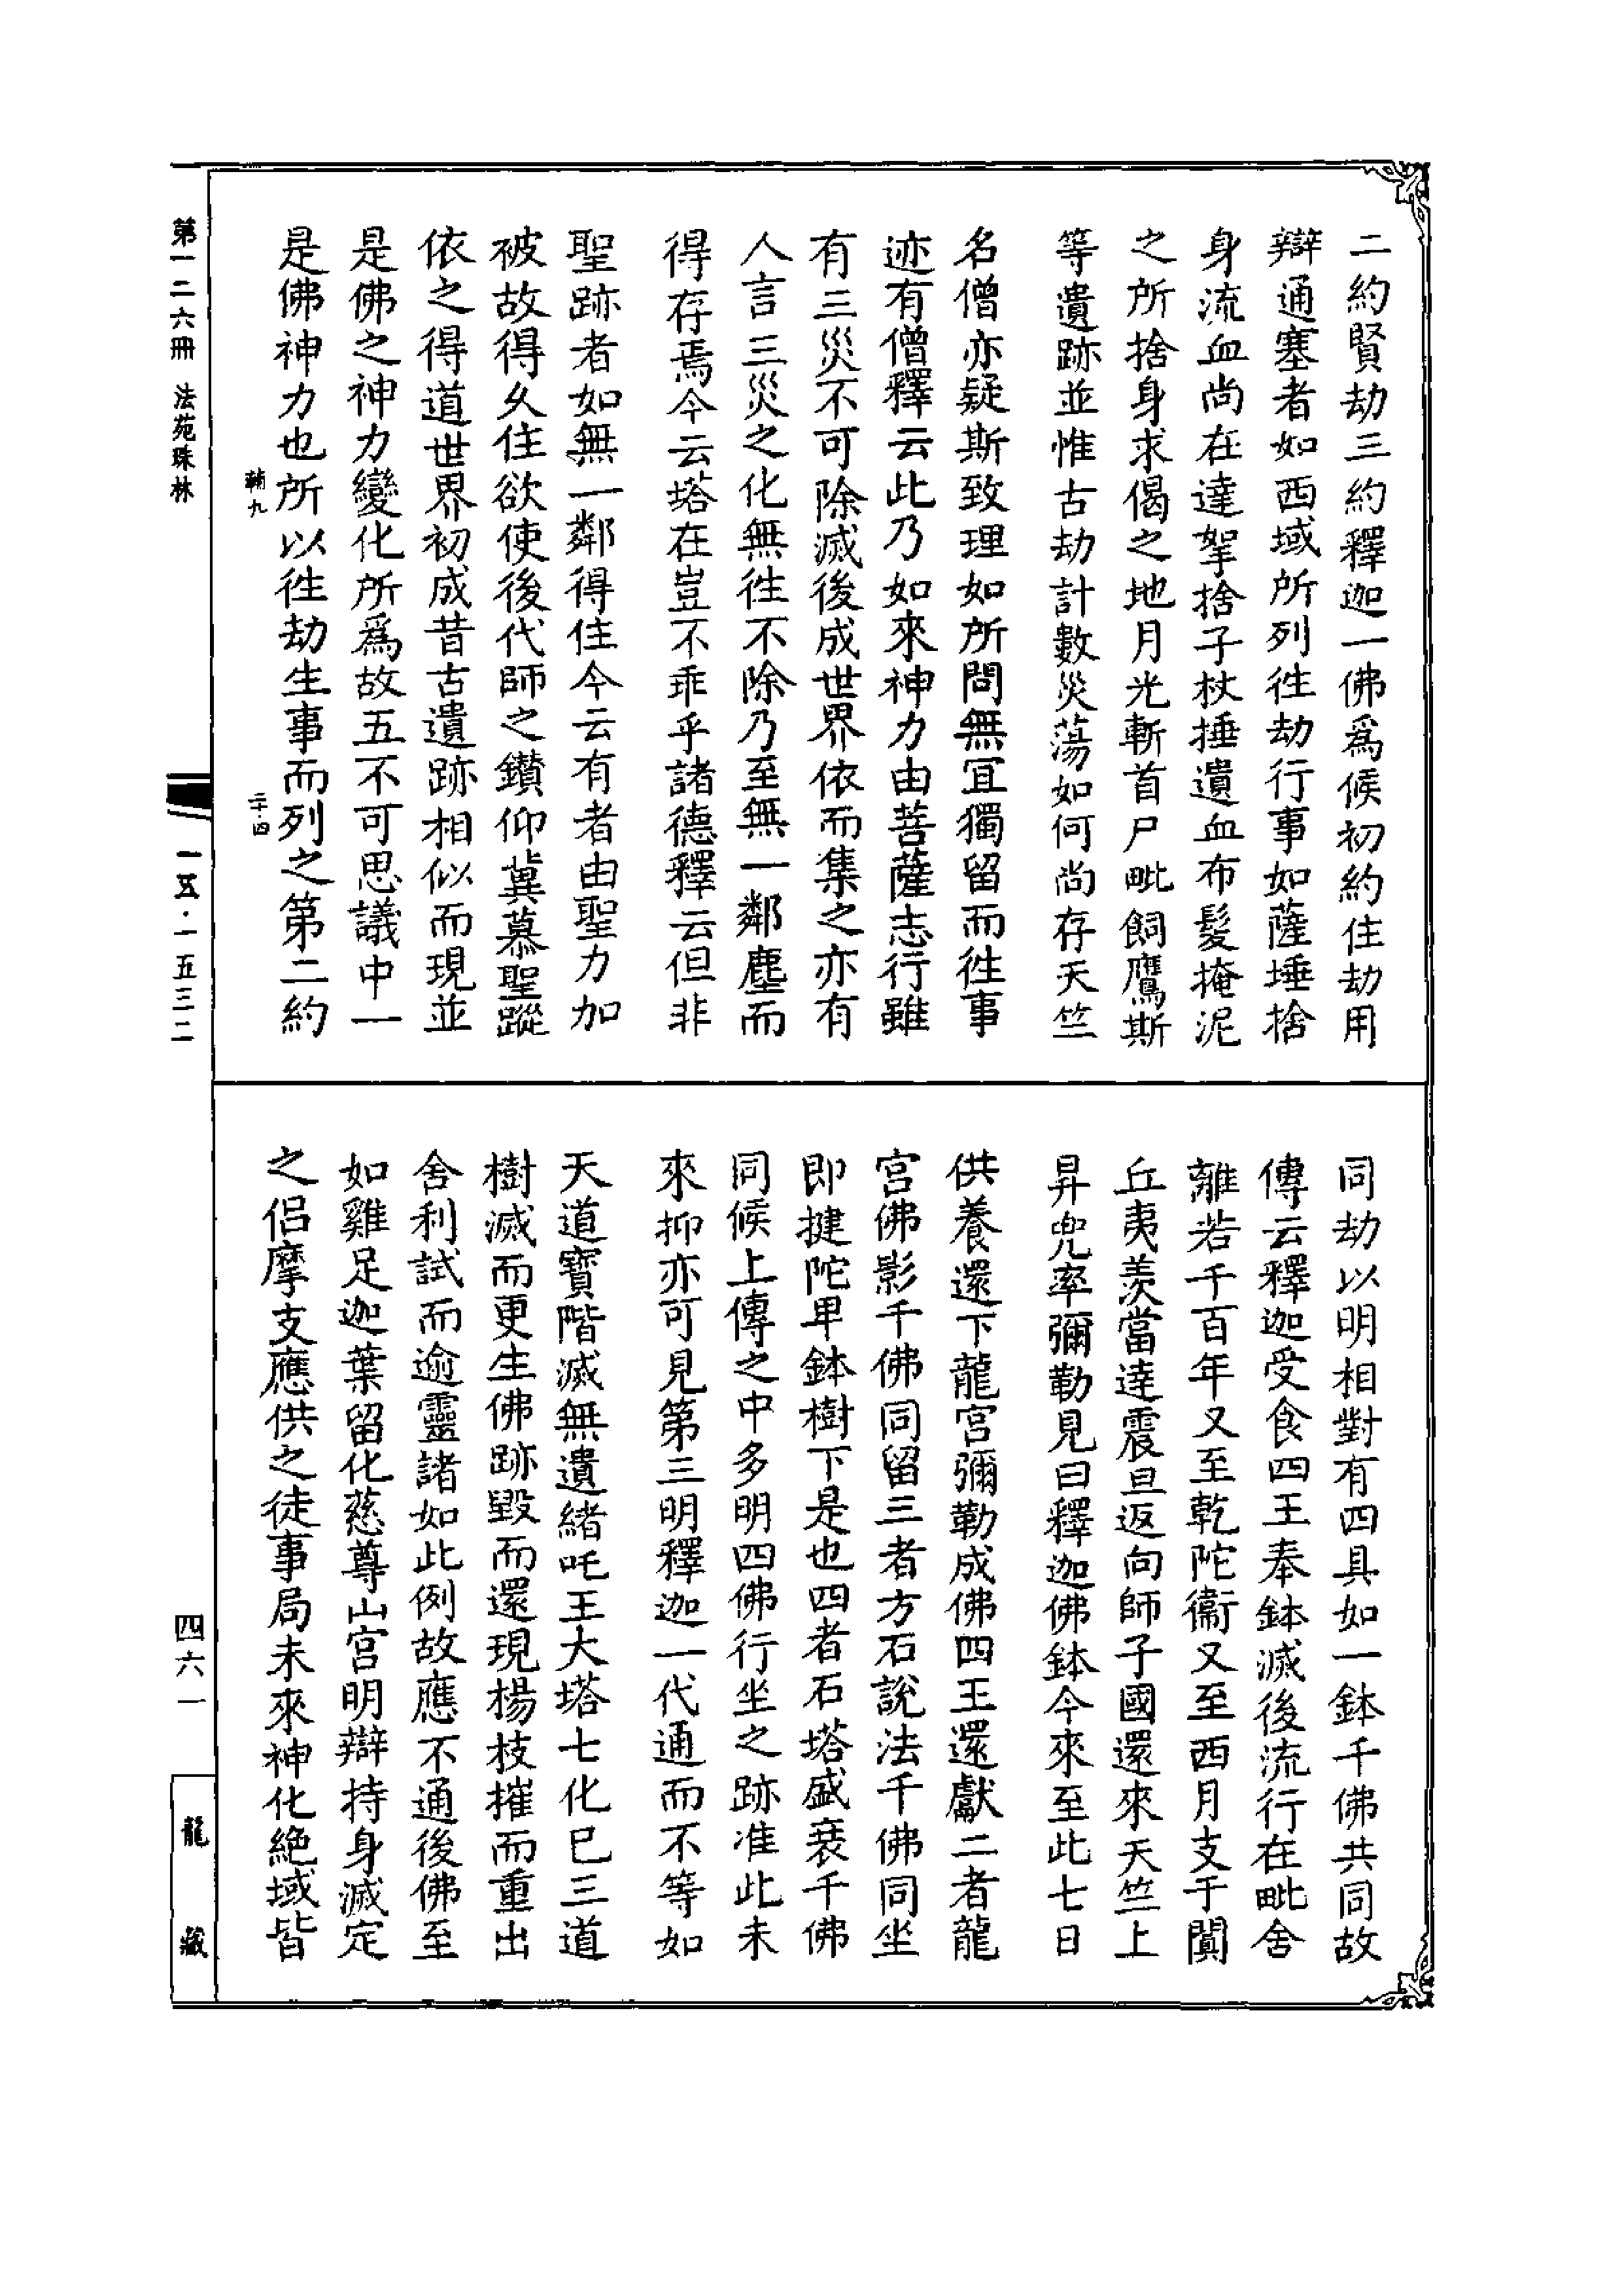 二約賢劫三約釋迦一佛爲候初約住劫用
辯通塞者如西域所列徃劫行事如薩埵捨
身流血尚在達拏捨子杖捶遺血布髮掩泥
之所捨身求偈之地月光斬首尸毗飼鷹斯
等遺跡並惟古劫計數災蕩如何尚存天竺
名僧亦疑斯致理如所問無冝獨留而徃事
迹有僧釋云此乃如來神力由菩薩志行雖
有三災不可除滅後成世界依而集之亦有
人言三災之化無徃不除乃至無一鄰塵而
得存焉今云塔在豈不乖乎諸德釋云但非
聖跡者如無一鄰得住今云有者由聖力加
被故得久住欲使後代師之鑽仰冀慕聖蹤
依之得道世界初成昔古遺跡相似而現並
是佛之神力變化所爲故五不可思議中一
是佛神力也所以徃劫生事而列之第二約
輔九
二十·四
同劫以明相對有四具如一鉢千佛共同故
傳云釋迦受食四王奉鉢滅後流行在毗舍
離若千百年又至乾陀衞又至西月支于闐
丘夷羨當達震旦返向師子國還來天竺上
昇兜率彌勒見曰釋迦佛鉢今來至此七日
供養還下龍宮彌勒成佛四王還獻二者龍
宮佛影千佛同留三者方石說法千佛同坐
即揵陀卑鉢樹下是也四者石塔盛衰千佛
同候上傳之中多明四佛行坐之跡准此未
來抑亦可見第三明釋迦一代通而不等如
天道寶階滅無遺緒吒王大塔七化巳三道
樹滅而更生佛跡毀而還現楊枝摧而重出
舍利試而逾靈諸如此例故應不通後佛至
如雞足迦葉留化慈尊山宮明辯持身滅定
之侶摩支應供之徒事局未來神化絶域皆
第一二六冊 法苑珠林
一五·一五三二
四六一
龍藏